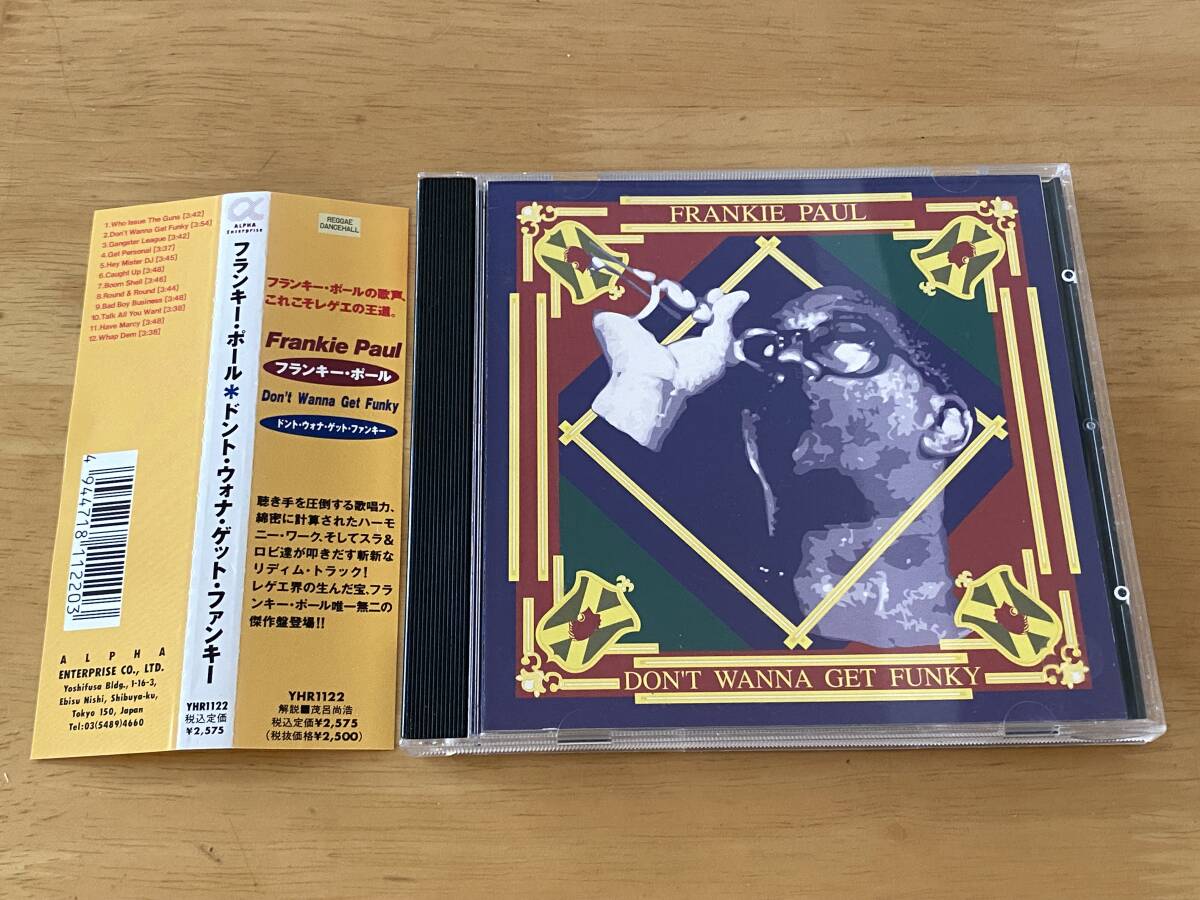 1.Who Issue The Guns [3:42]
2.Don't Wanna Get Funky [3:54]
3.Gangster League [3:42]
4.Get Personal [3:37]
5.Hey Mister DJ [3:45]
6.Caught Up [3:48]
7.Boom Shell [3:46]
8.Round & Round [3:44]
9.Bad Boy Business [3:48]
10.Talk All You Want [3:38]
11.Have Mercy [3:48]
12.Whap Dem [3:38]
4 944718 112203
ALPHA
ENTERPRISE CO., LTD.
Yoshifusa Bldg., 1-16-3,
Ebisu Nishi, Shibuya-ku,
Tokyo 150, Japan
Tel:03(5489)4660
ALPHA
Enterprise
フランキー・ポール*ドント・ウォナ・ゲット・ファンキー
YHR1122
税込定価
¥2,575
REGGAE
DANCEHALL
フランキー・ポールの歌声、
これこそレゲエの王道。
Frankie Paul
フランキー・ポール
Don't Wanna Get Funky
ドント・ウォナ・ゲット・ファンキー
聴き手を圧倒する歌唱力、
綿密に計算されたハーモ
ニー・ワーク、そしてスラ&
ロビ達が叩きだす斬新な
リディム・トラック!
レゲエ界の生んだ宝、フラ
ンキー・ポール唯一無二の
傑作盤登場!!
YHR1122
解説■茂呂尚浩
税込定価¥2,575
(税抜価格¥2,500)
FRANKIE PAUL
DON'T WANNA GET FUNKY